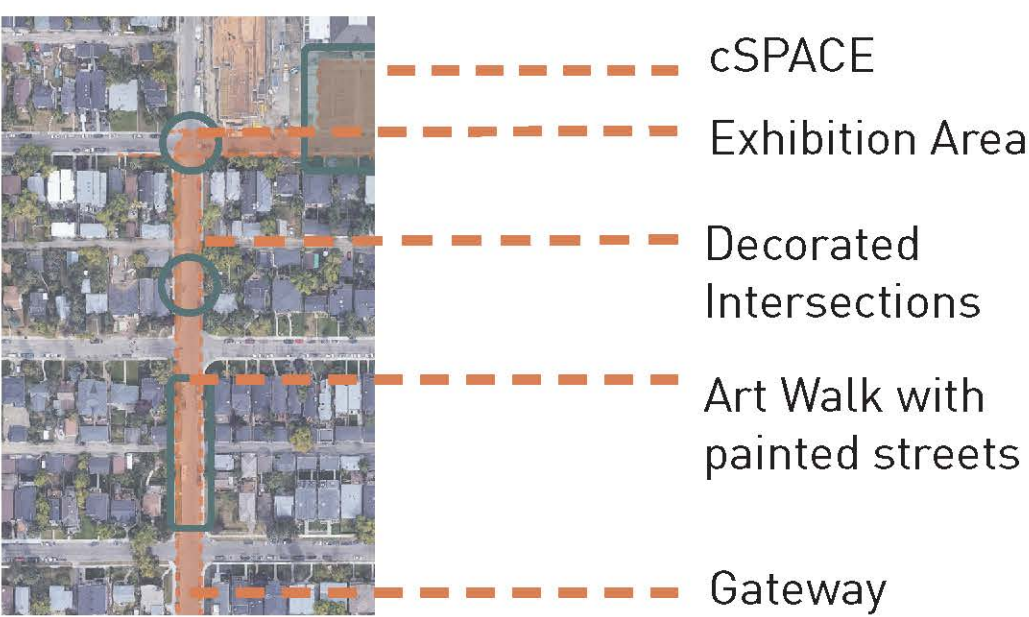 cSPACE
Exhibition Area
Decorated
Intersections
Art Walk with
painted streets
Gateway